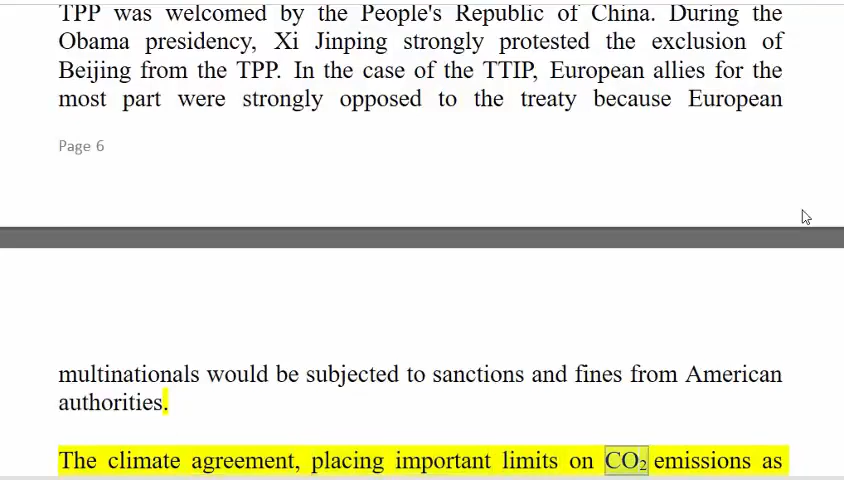 TPP was welcomed by the People's Republic of China. During the
Obama presidency, Xi Jinping strongly protested the exclusion of
Beijing from the TPP. In the case of the TTIP, European allies for the
most part were strongly opposed to the treaty because European
Page 6
multinationals would be subjected to sanctions and fines from American
authorities.
The climate agreement, placing important limits on CO₂ emissions as